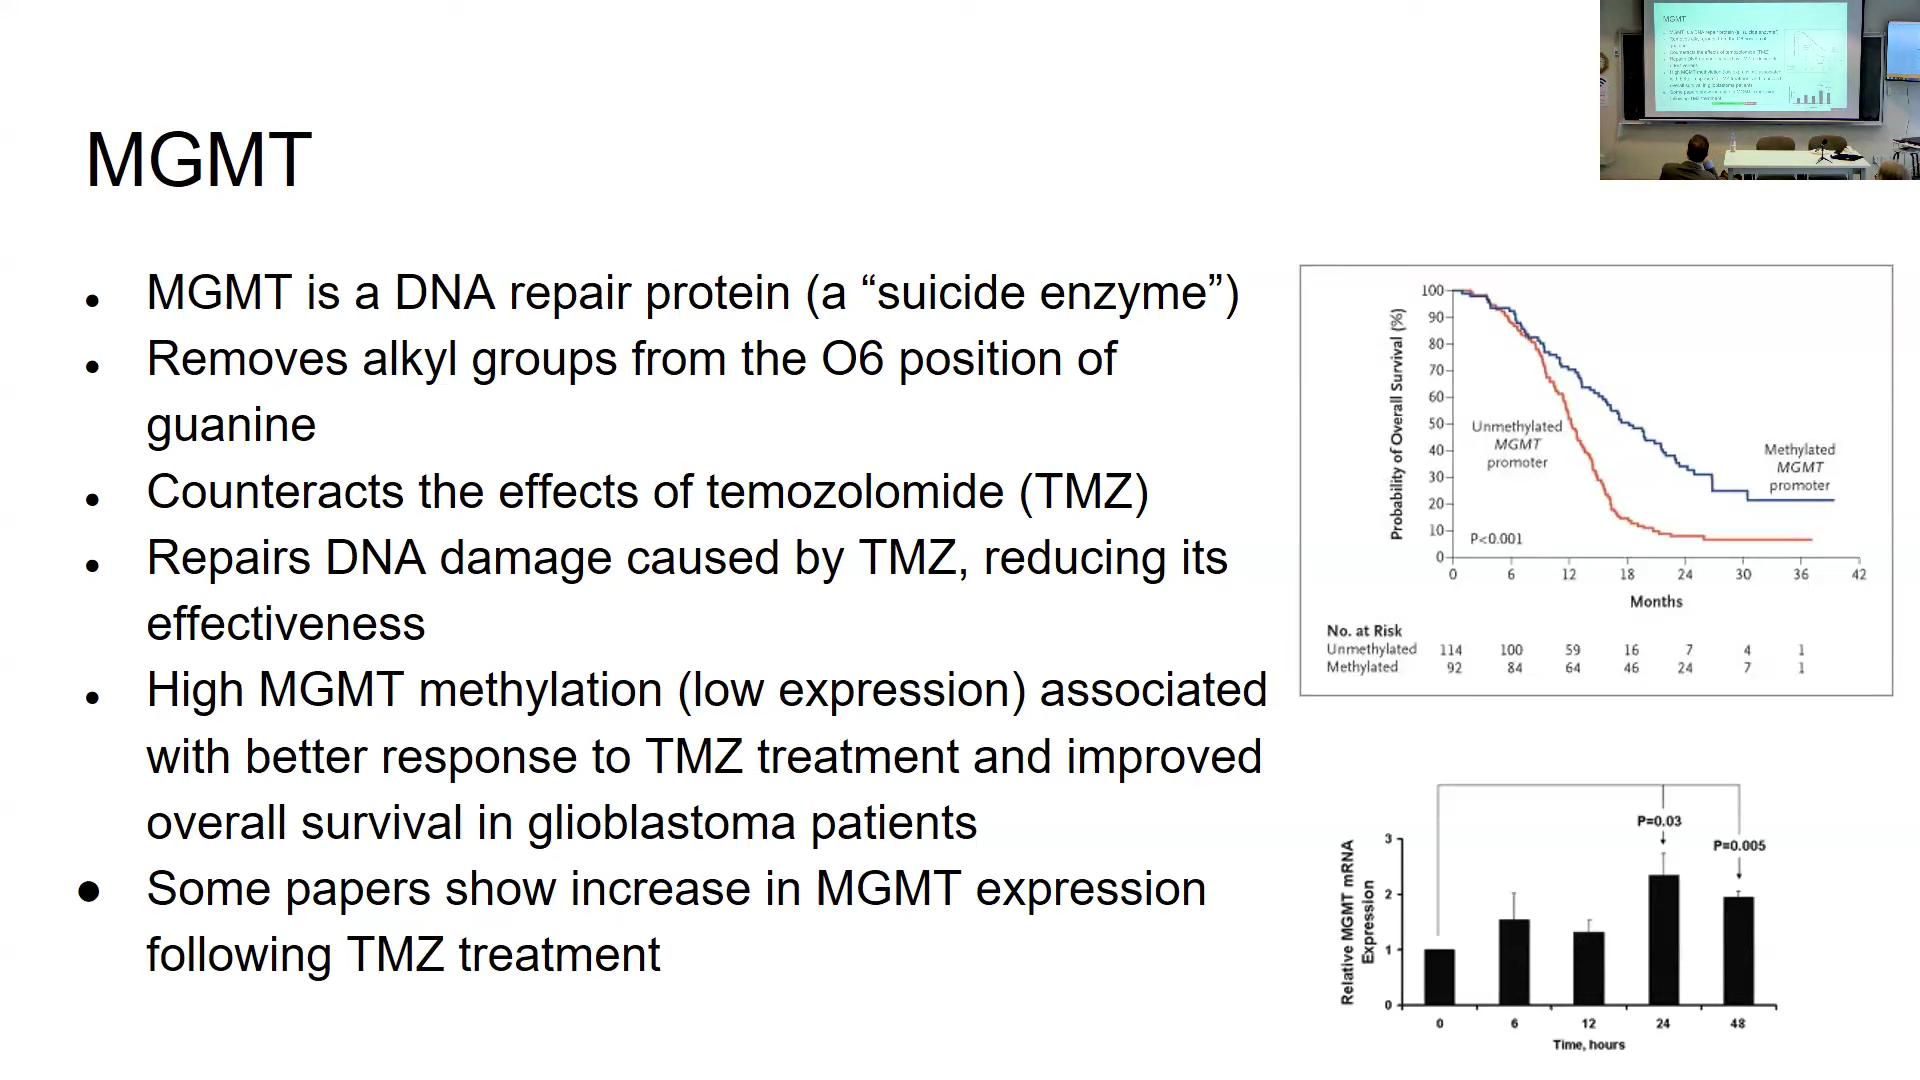 MGMT
● MGMT is a DNA repair protein (a “suicide enzyme”)
● Removes alkyl groups from the O6 position of
guanine
● Counteracts the effects of temozolomide (TMZ)
● Repairs DNA damage caused by TMZ, reducing its
effectiveness
● High MGMT methylation (low expression) associated
with better response to TMZ treatment and improved
overall survival in glioblastoma patients
● Some papers show increase in MGMT expression
following TMZ treatment
Probability of Overall Survival (%)
100
90
80
70
60
50
40
30
20
10
0
Unmethylated
MGMT
promoter
Methylated
MGMT
promoter
P<0.001
0 6 12 18 24 30 36 42
Months
No. at Risk
Unmethylated 114 100 59 16 7 4 1
Methylated 92 84 64 46 24 7 1
Relative MGMT mRNA
Expression
3
2
1
0
P=0.03
P=0.005
0 6 12 24 48
Time, hours
MGMT